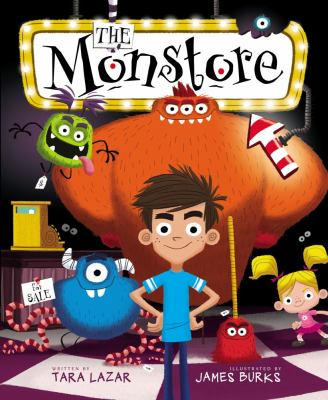 THE
Monstore
For
SALE
WRITTEN BY
TARA LAZAR
ILLUSTRATED BY
JAMES BURKS